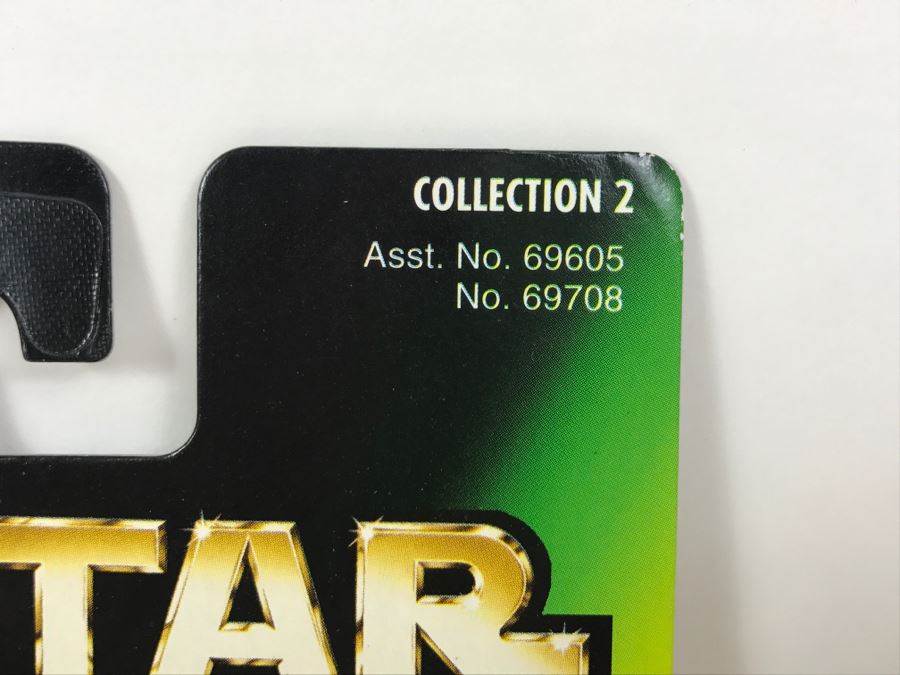 COLLECTION 2
Asst. No. 69605
No. 69708
STAR